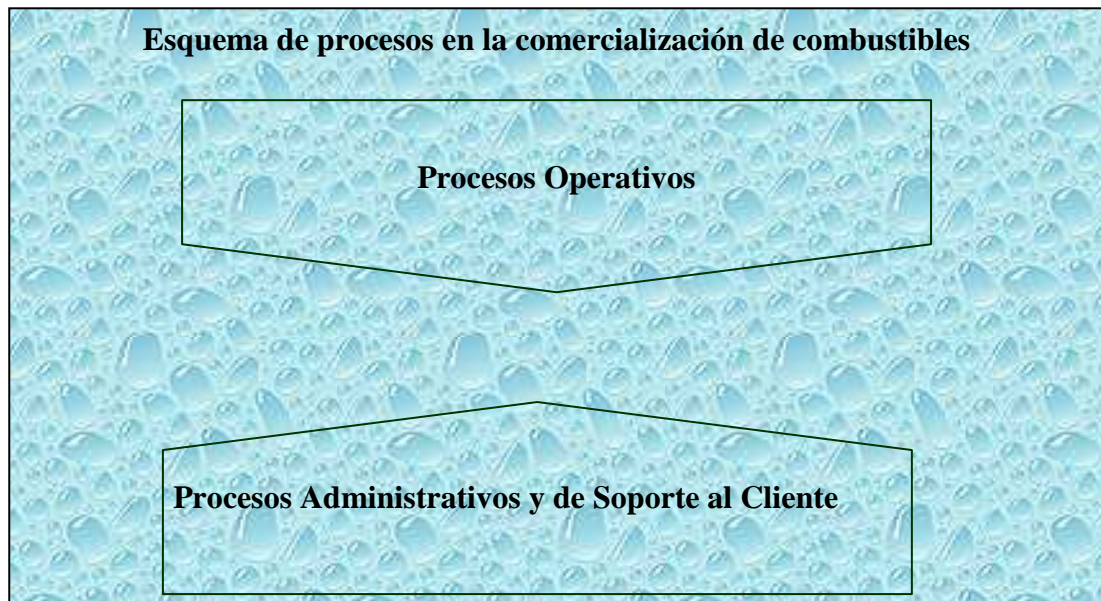 Esquema de procesos en la comercialización de combustibles
Procesos Operativos
Procesos Administrativos y de Soporte al Cliente